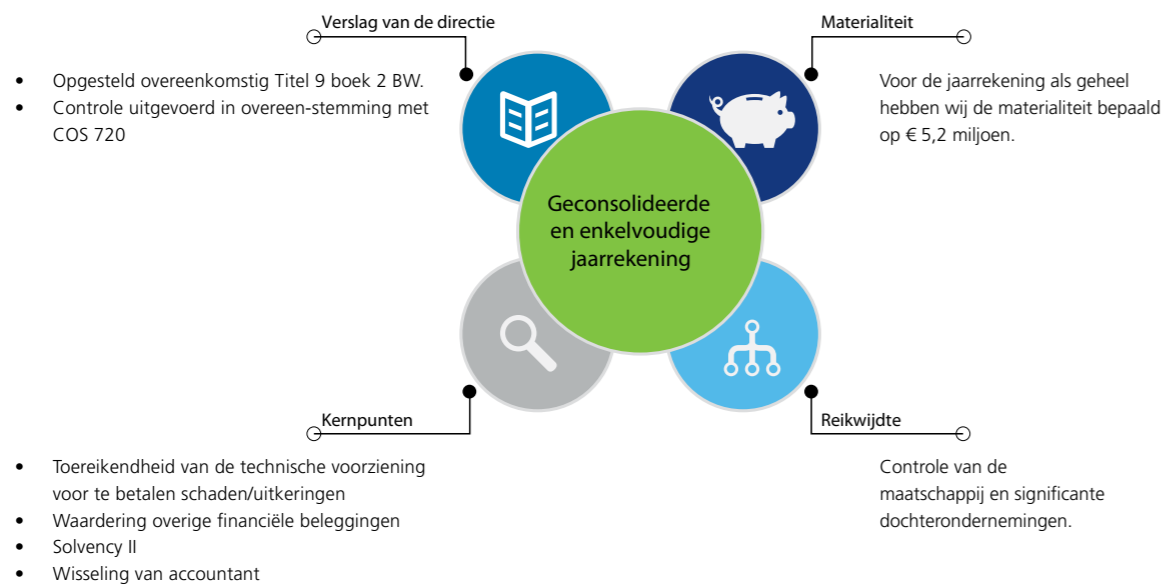 Verslag van de directie
• Opgesteld overeenkomstig Titel 9 boek 2 BW.
• Controle uitgevoerd in overeen-stemming met
COS 720
Materialiteit
Voor de jaarrekening als geheel
hebben wij de materialiteit bepaald
op € 5,2 miljoen.
Geconsolideerde
en enkelvoudige
jaarrekening
Kernpunten
• Toereikendheid van de technische voorziening
voor te betalen schaden/uitkeringen
• Waardering overige financiële beleggingen
• Solvency II
• Wisseling van accountant
Reikwijdte
Controle van de
maatschappij en significante
dochterondernemingen.